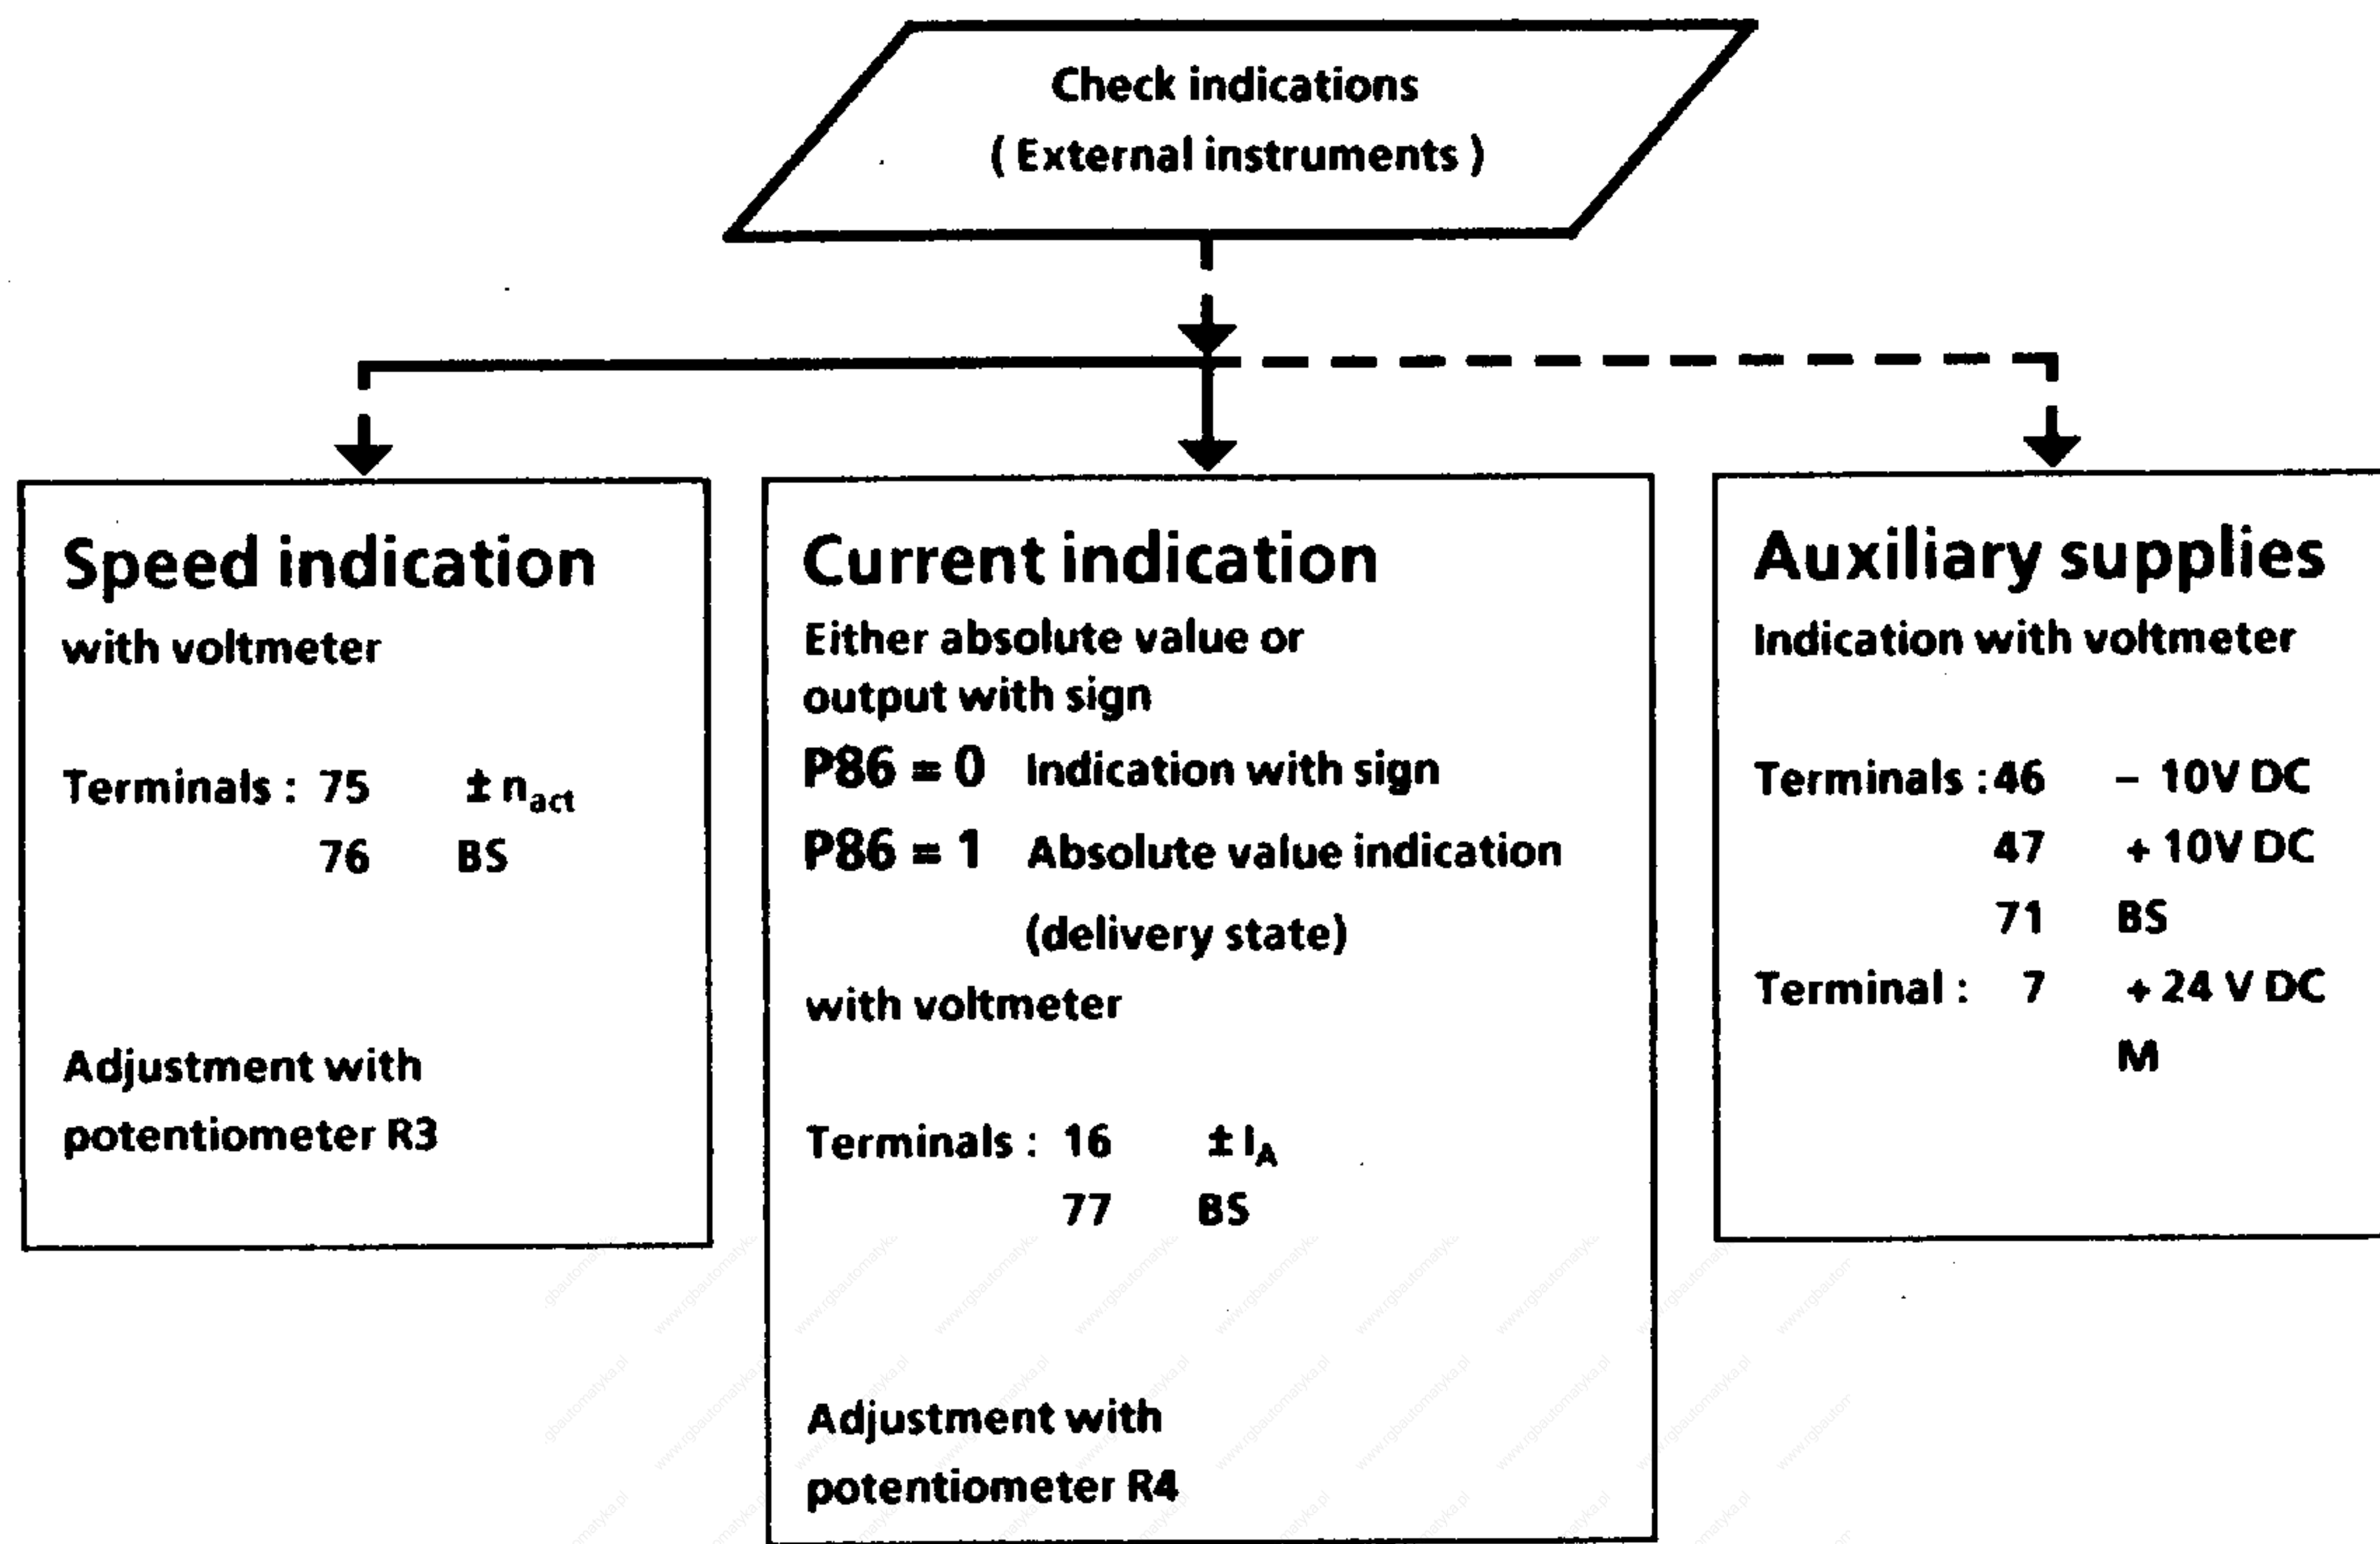 Check indications
( External instruments )
Speed indication
with voltmeter
Terminals : 75 ± n_act
76 BS
Adjustment with
potentiometer R3
Current indication
Either absolute value or
output with sign
P86 = 0 Indication with sign
P86 = 1 Absolute value indication
(delivery state)
with voltmeter
Terminals : 16 ± I_A
77 BS
Adjustment with
potentiometer R4
Auxiliary supplies
Indication with voltmeter
Terminals : 46 – 10V DC
47 + 10V DC
71 BS
Terminal : 7 + 24 V DC
M
www.rgbautomatyka.pl